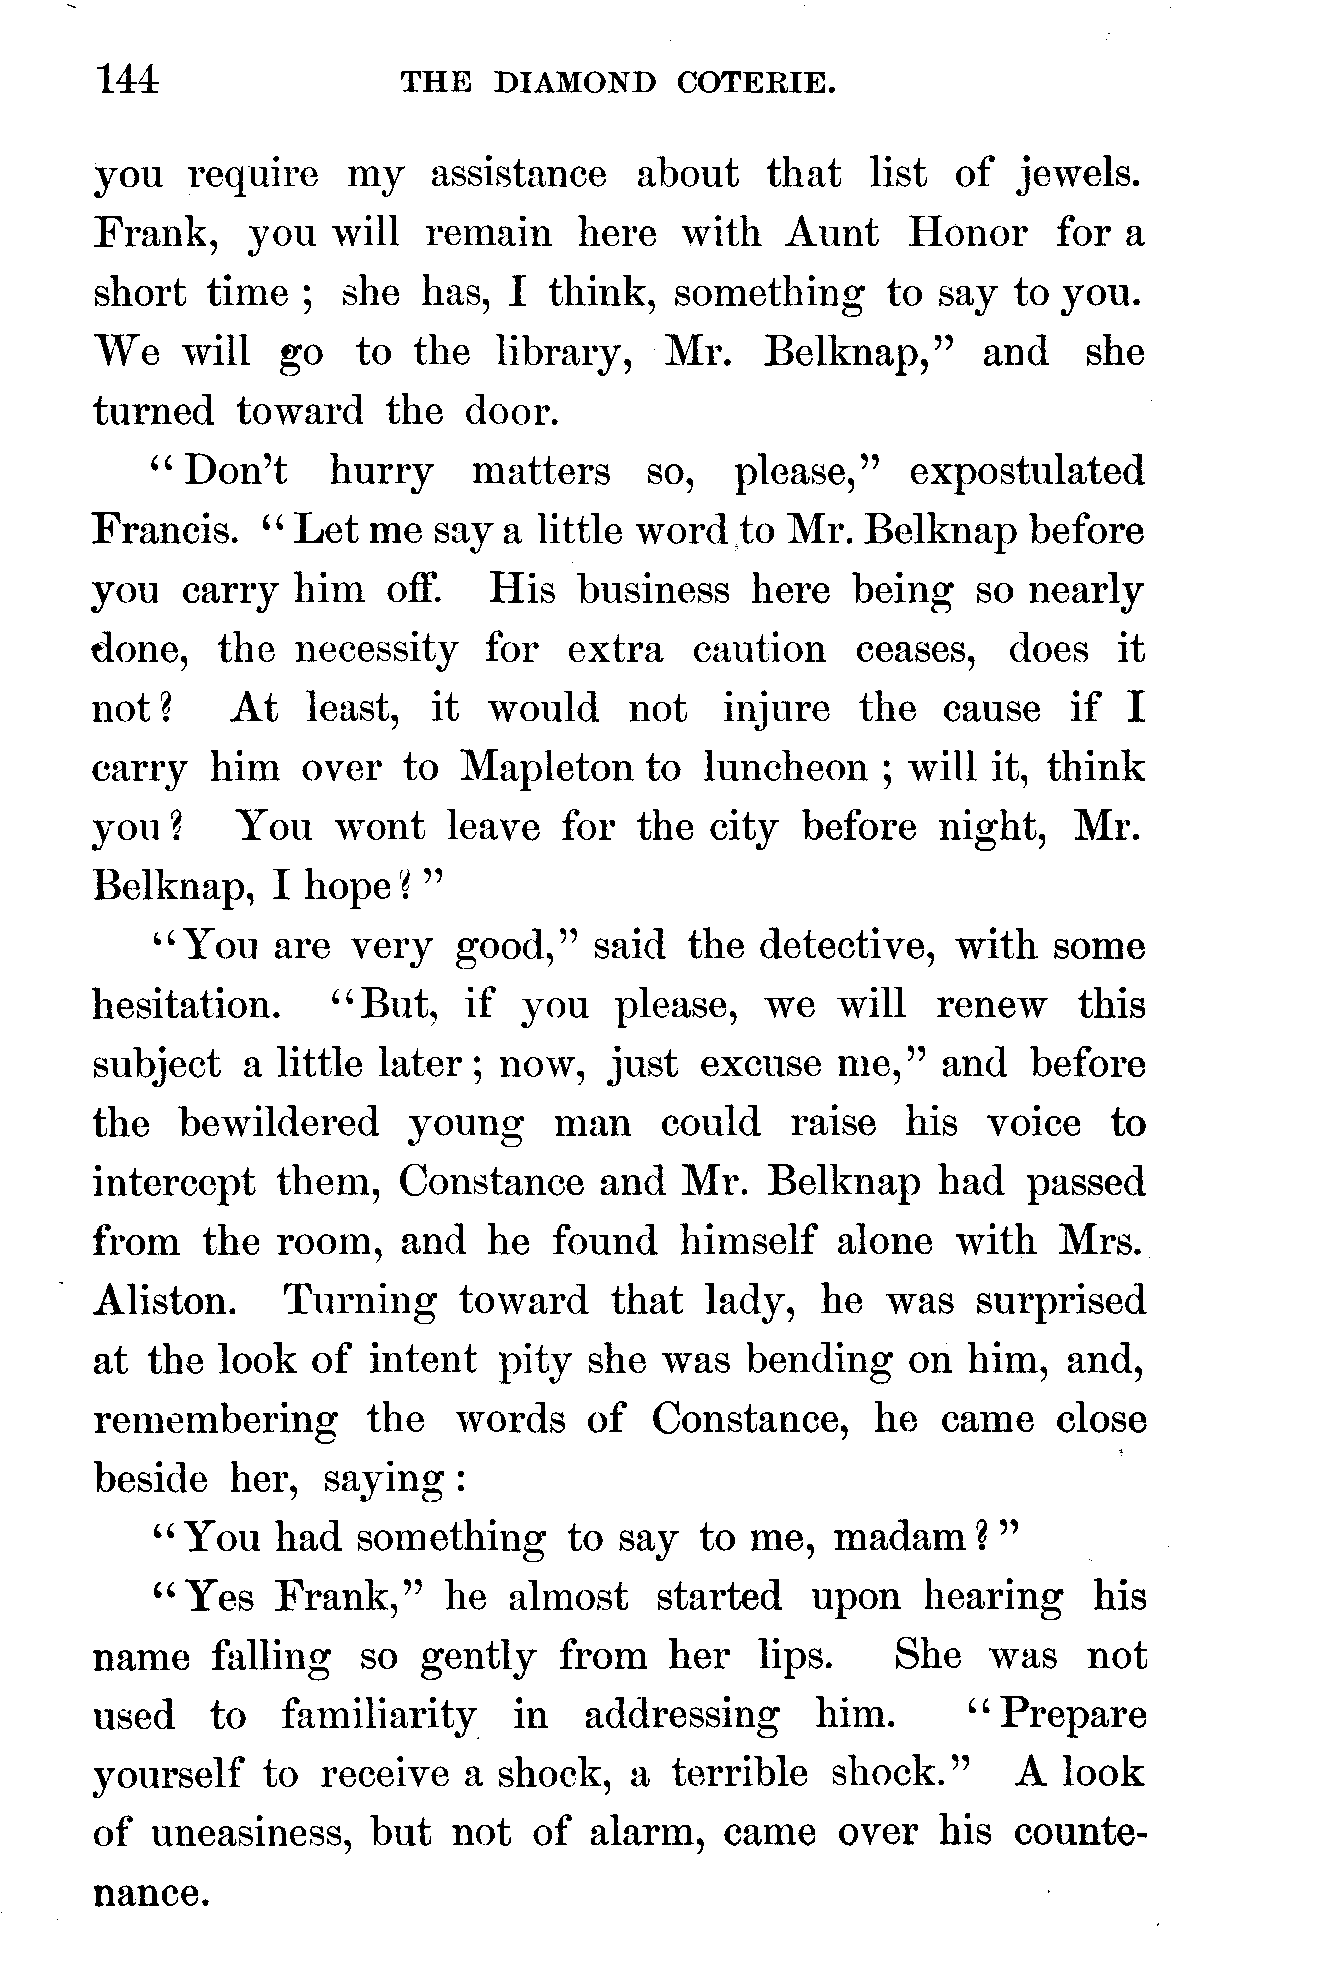 144 THE DIAMOND COTERIE.
you require my assistance about that list of jewels.
Frank, you will remain here with Aunt Honor for a
short time ; she has, I think, something to say to you.
We will go to the library, Mr. Belknap,” and she
turned toward the door.
“ Don’t hurry matters so, please,” expostulated
Francis. “ Let me say a little word to Mr. Belknap before
you carry him off. His business here being so nearly
done, the necessity for extra caution ceases, does it
not ? At least, it would not injure the cause if I
carry him over to Mapleton to luncheon ; will it, think
you ? You wont leave for the city before night, Mr.
Belknap, I hope ? ”
“You are very good,” said the detective, with some
hesitation. “But, if you please, we will renew this
subject a little later ; now, just excuse me,” and before
the bewildered young man could raise his voice to
intercept them, Constance and Mr. Belknap had passed
from the room, and he found himself alone with Mrs.
Aliston. Turning toward that lady, he was surprised
at the look of intent pity she was bending on him, and,
remembering the words of Constance, he came close
beside her, saying :
“ You had something to say to me, madam ? ”
“ Yes Frank,” he almost started upon hearing his
name falling so gently from her lips. She was not
used to familiarity in addressing him. “ Prepare
yourself to receive a shock, a terrible shock.” A look
of uneasiness, but not of alarm, came over his counte-
nance.